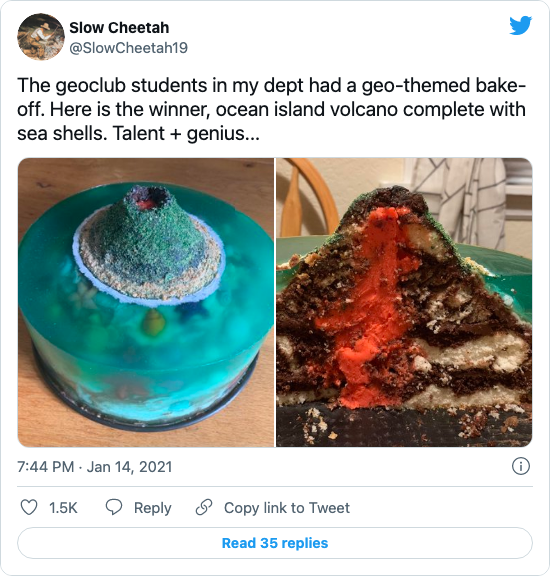 Slow Cheetah
@SlowCheetah19
The geoclub students in my dept had a geo-themed bake-
off. Here is the winner, ocean island volcano complete with
sea shells. Talent + genius...
7:44 PM · Jan 14, 2021
1.5K Reply Copy link to Tweet
Read 35 replies